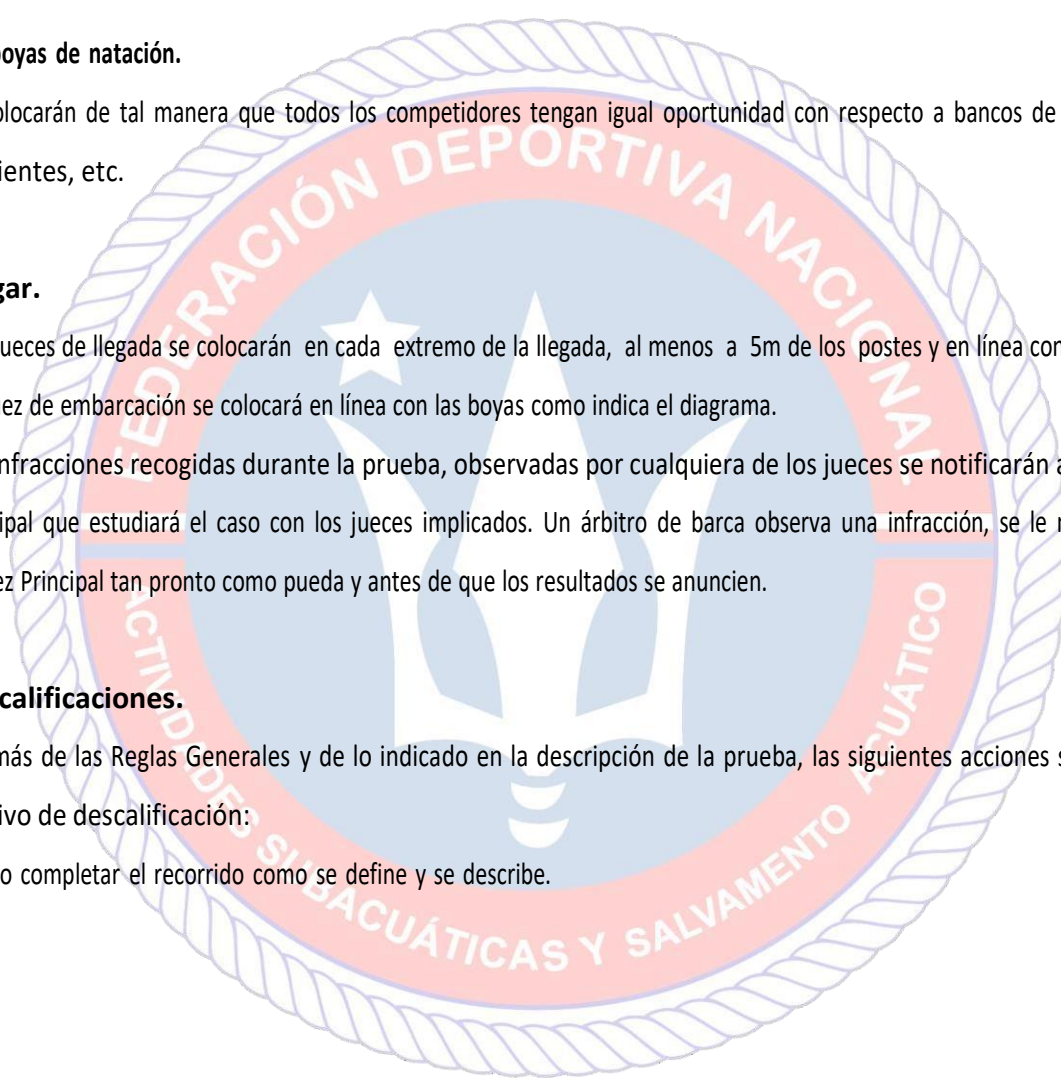 boyas de natación.
olocarán de tal manera que todos los competidores tengan igual oportunidad con respecto a bancos de
ientes, etc.
gar.
jueces de llegada se colocarán en cada extremo de la llegada, al menos a 5m de los postes y en línea con
ez de embarcación se colocará en línea con las boyas como indica el diagrama.
nfracciones recogidas durante la prueba, observadas por cualquiera de los jueces se notificarán a
ipal que estudiará el caso con los jueces implicados. Un árbitro de barca observa una infracción, se le
ez Principal tan pronto como pueda y antes de que los resultados se anuncien.
calificaciones.
más de las Reglas Generales y de lo indicado en la descripción de la prueba, las siguientes acciones s
ivo de descalificación:
o completar el recorrido como se define y se describe.
FEDERACIÓN DEPORTIVA NACIONAL
ACTIVIDADES SUBACUÁTICAS Y SALVAMENTO ACUÁTICO